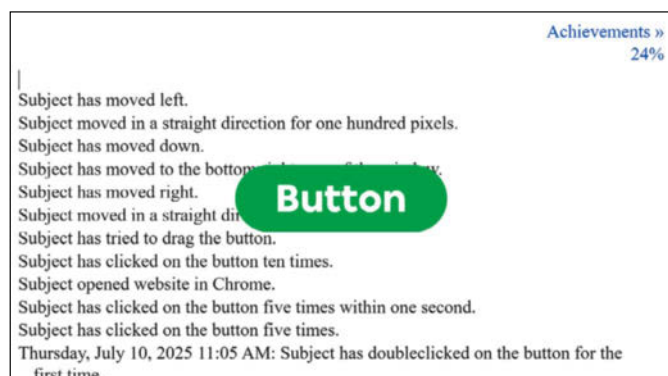 Achievements »
24%
Subject has moved left.
Subject moved in a straight direction for one hundred pixels.
Subject has moved down.
Subject has moved to the bottom
Subject has moved right.
Button
Subject moved in a straight
Subject has tried to drag the button.
Subject has clicked on the button ten times.
Subject opened website in Chrome.
Subject has clicked on the button five times within one second.
Subject has clicked on the button five times.
Thursday, July 10, 2025 11:05 AM: Subject has doubleclicked on the button for the
first time